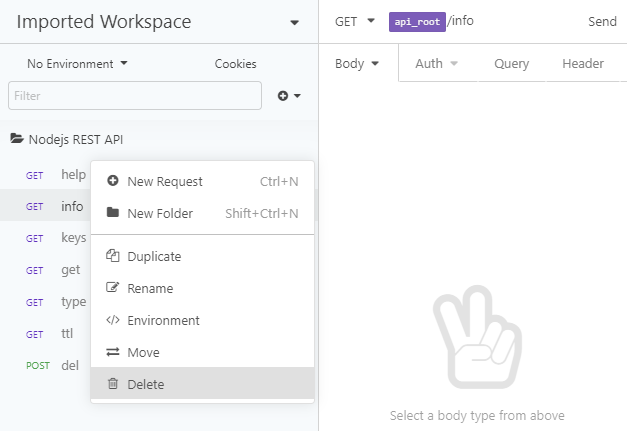 Imported Workspace
GET api_root/info Send
No Environment Cookies
Body Auth Query Header
Filter
Nodejs REST API
GET help
GET info
GET keys
GET get
GET type
GET ttl
POST del
New Request Ctrl+N
New Folder Shift+Ctrl+N
Duplicate
Rename
Environment
Move
Delete
Select a body type from above